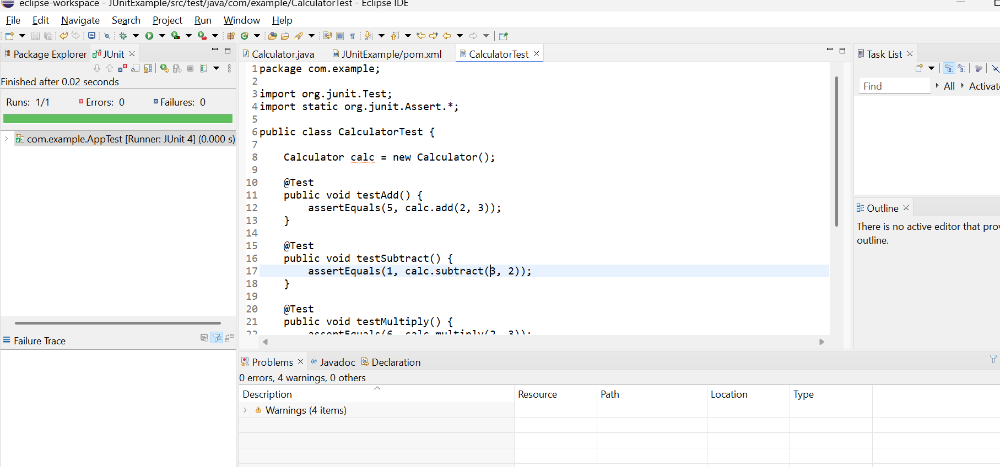 eclipse-workspace - JUnitExample/src/test/java/com/example/CalculatorTest - Eclipse IDE
File Edit Navigate Search Project Run Window Help
Package Explorer JUnit
Calculator.java JUnitExample/pom.xml CalculatorTest
Task List
Finished after 0.02 seconds
Runs: 1/1 Errors: 0 Failures: 0
com.example.AppTest [Runner: JUnit 4] (0.000 s)
Failure Trace
1 package com.example;
2
3 import org.junit.Test;
4 import static org.junit.Assert.*;
5
6 public class CalculatorTest {
7
8 Calculator calc = new Calculator();
9
10 @Test
11 public void testAdd() {
12 assertEquals(5, calc.add(2, 3));
13 }
14
15 @Test
16 public void testSubtract() {
17 assertEquals(1, calc.subtract(3, 2));
18 }
19
20 @Test
21 public void testMultiply() {
22 assertEquals(6, calc.multiply(2, 3));
Find All Activat
Outline
There is no active editor that pro
outline.
Problems @ Javadoc Declaration
0 errors, 4 warnings, 0 others
Description Resource Path Location Type
Warnings (4 items)